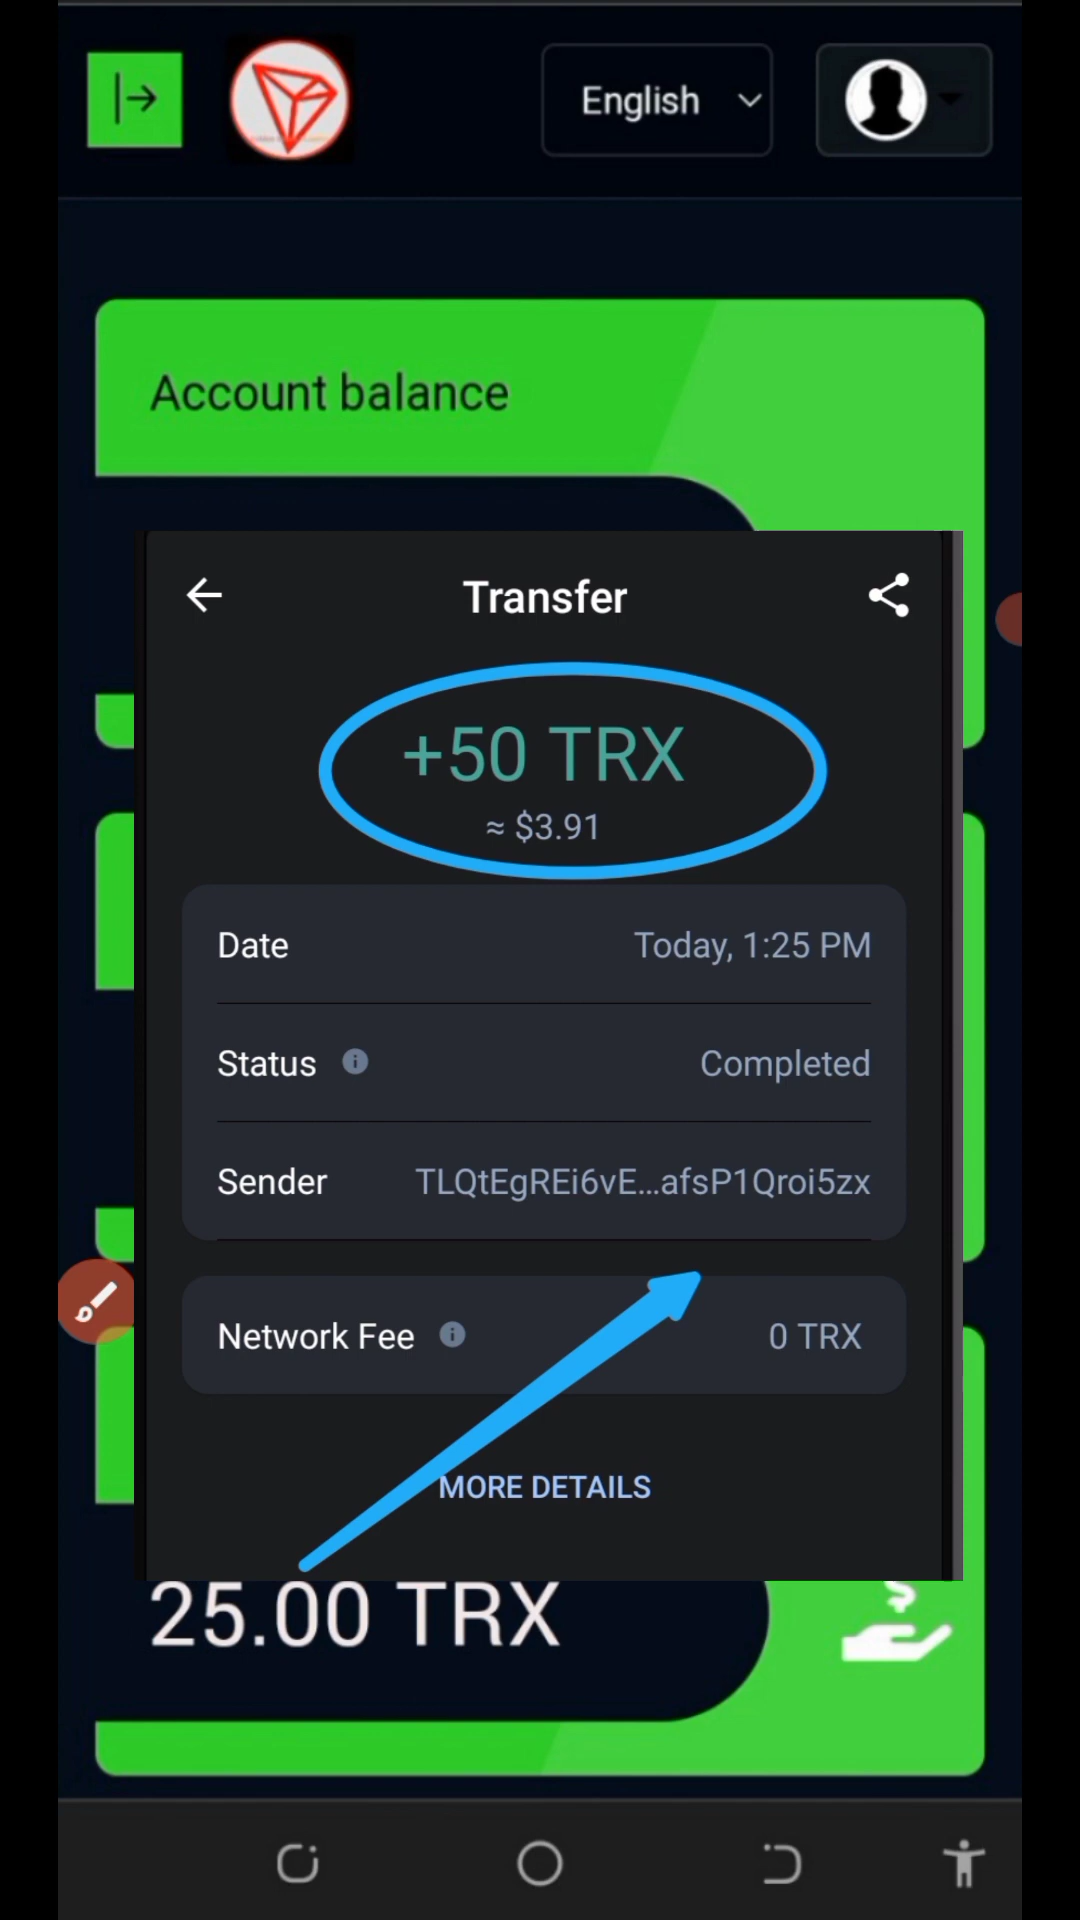 English
Account balance
Transfer
+50 TRX
≈ $3.91
Date Today, 1:25 PM
Status Completed
Sender TLQtEgREi6vE...afsP1Qroi5zx
Network Fee 0 TRX
MORE DETAILS
25.00 TRX